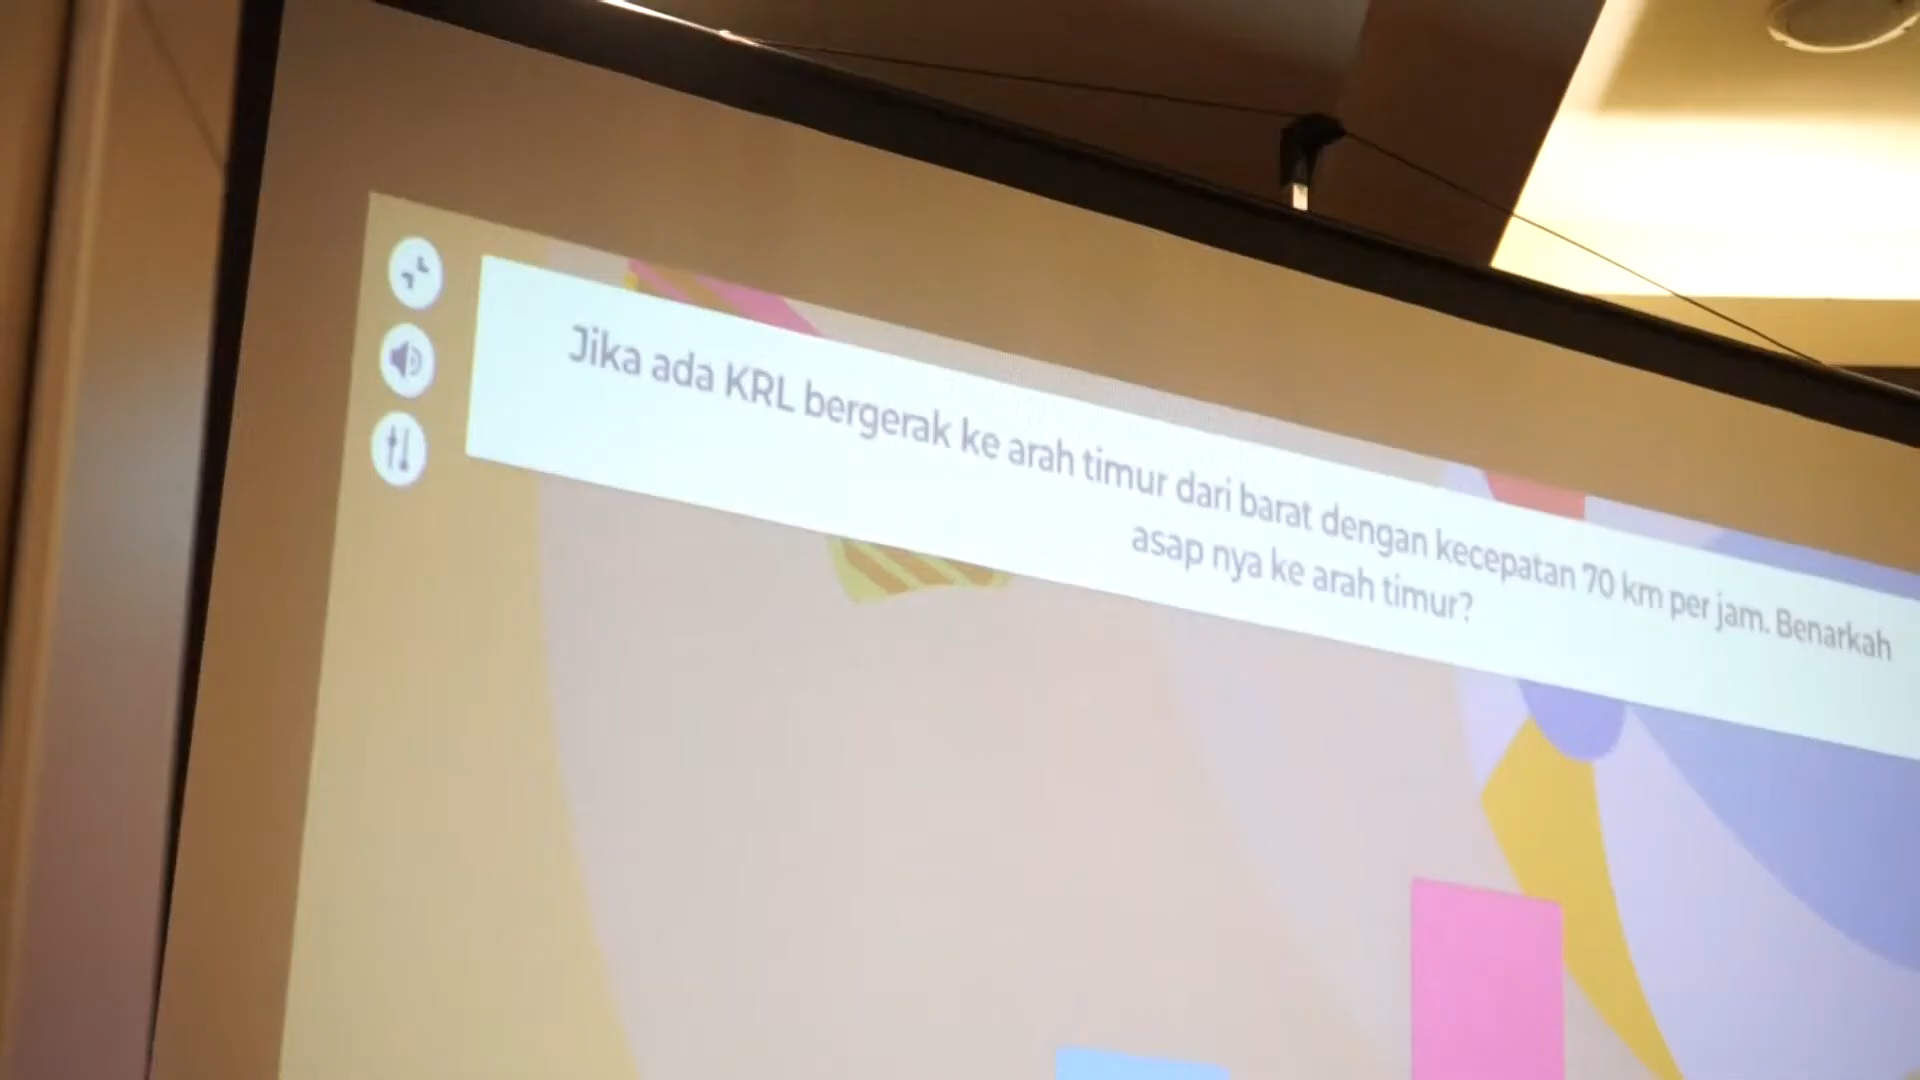 Jika ada KRL bergerak ke arah timur dari barat dengan kecepatan 70 km per jam. Benarkah
asap nya ke arah timur?